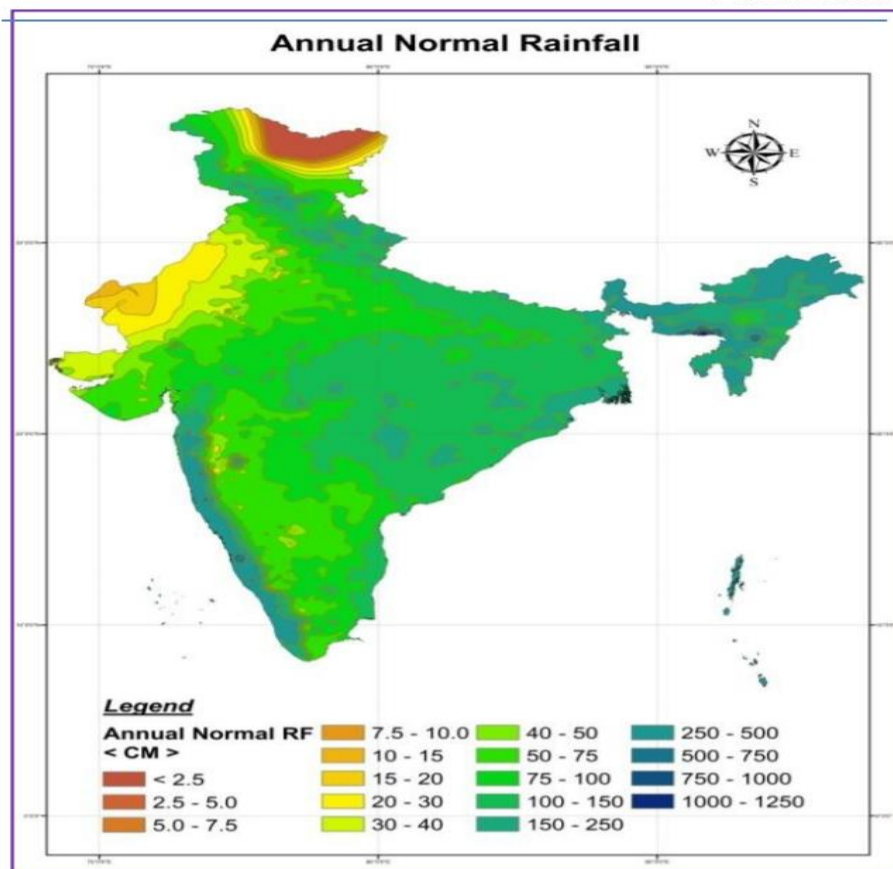 Annual Normal Rainfall
N
W E
S
Legend
Annual Normal RF
< CM >
< 2.5
2.5 - 5.0
5.0 - 7.5
7.5 - 10.0
10 - 15
15 - 20
20 - 30
30 - 40
40 - 50
50 - 75
75 - 100
100 - 150
150 - 250
250 - 500
500 - 750
750 - 1000
1000 - 1250